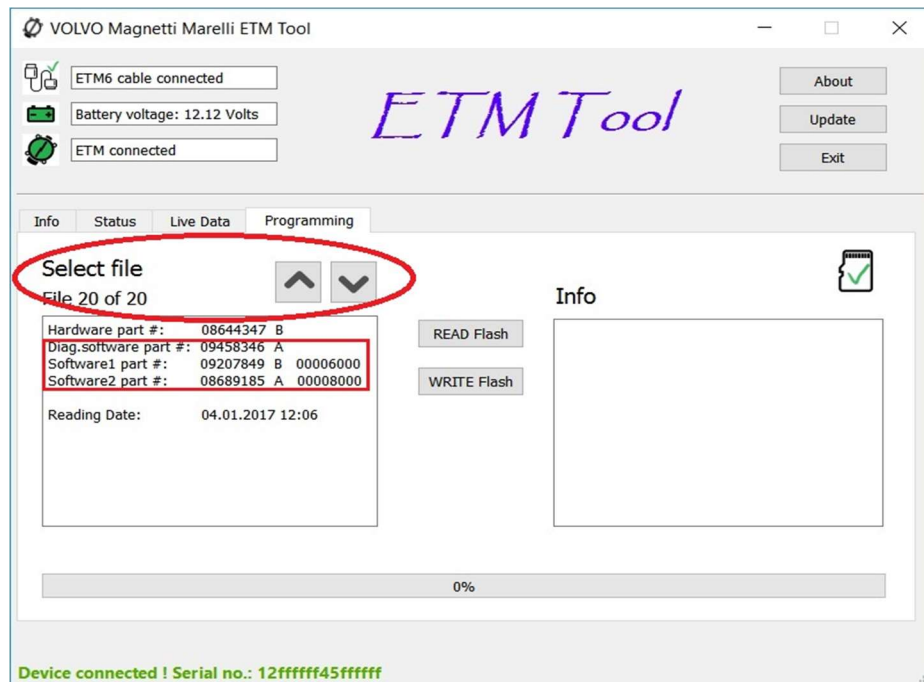 VOLVO Magnetti Marelli ETM Tool
ETM6 cable connected
Battery voltage: 12.12 Volts
ETM connected
ETM Tool
About
Update
Exit
Info Status Live Data Programming
Select file
File 20 of 20
Hardware part #: 08644347 B
Diag.software part #: 09458346 A
Software1 part #: 09207849 B 00006000
Software2 part #: 08689185 A 00008000
Reading Date: 04.01.2017 12:06
READ Flash
WRITE Flash
Info
0%
Device connected ! Serial no.: 12ffffff45ffffff